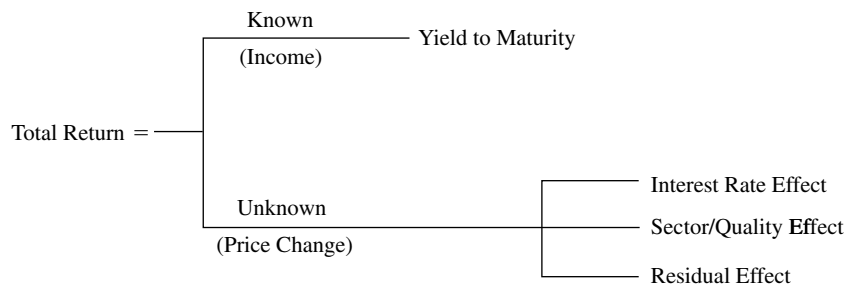 Known
(Income)
Yield to Maturity
Total Return =
Unknown
(Price Change)
Interest Rate Effect
Sector/Quality Effect
Residual Effect